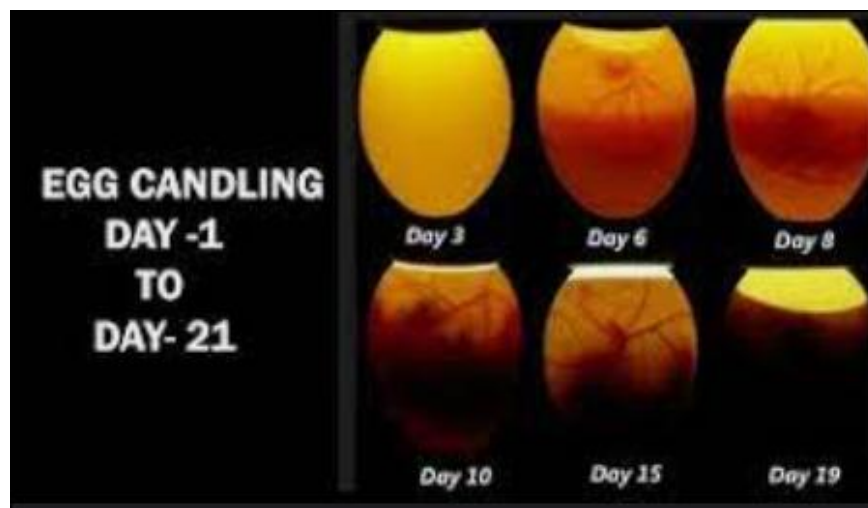 EGG CANDLING
DAY -1
TO
DAY- 21
Day 3
Day 6
Day 8
Day 10
Day 15
Day 19